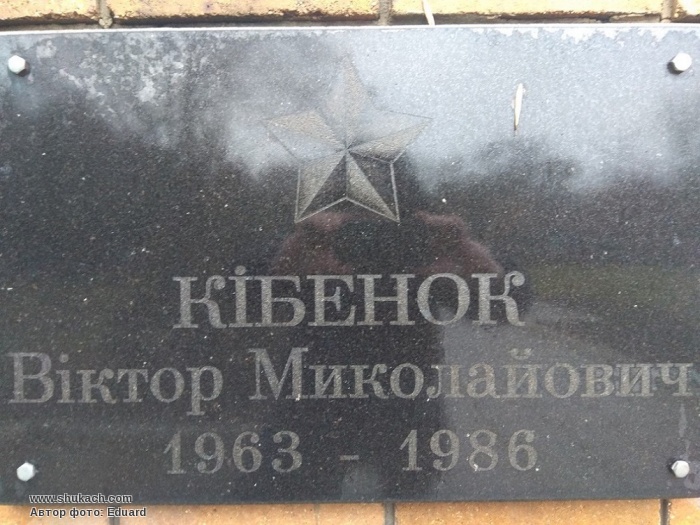 КІБЕНОК
Віктор Миколайович
1963 - 1986
www.shukach.com
Автор фото: Eduard